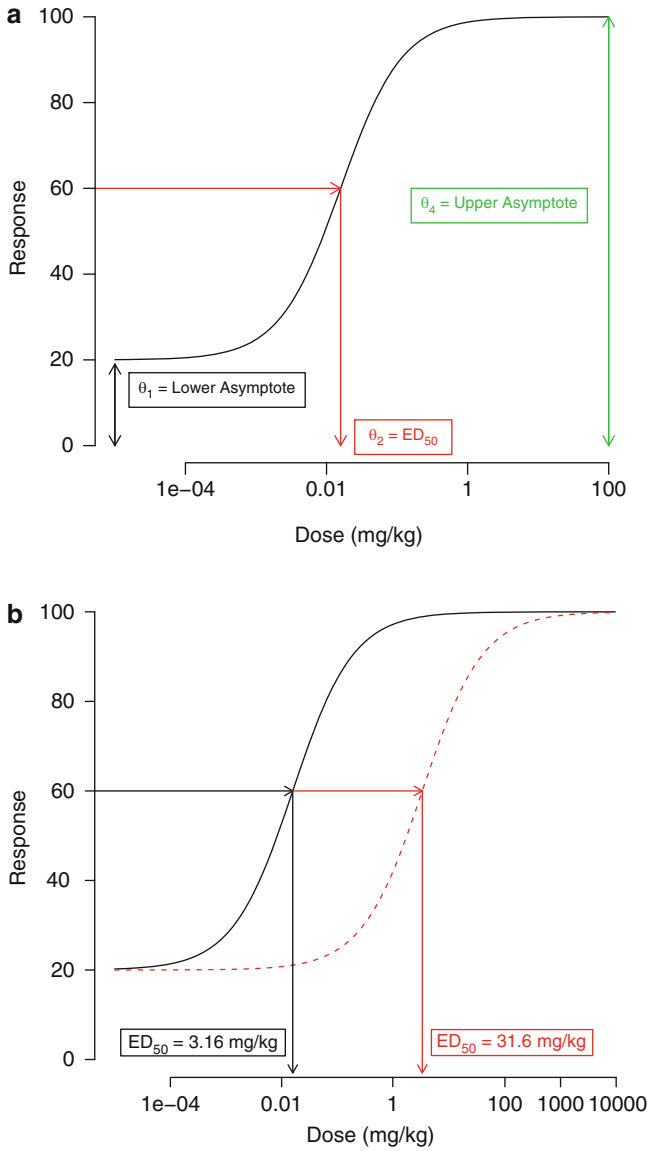 a
100
80
60
40
20
0
Response
θ4 = Upper Asymptote
θ1 = Lower Asymptote
θ2 = ED50
1e−04 0.01 1 100
Dose (mg/kg)
b
100
80
60
40
20
0
Response
ED50 = 3.16 mg/kg
ED50 = 31.6 mg/kg
1e−04 0.01 1 100 1000 10000
Dose (mg/kg)